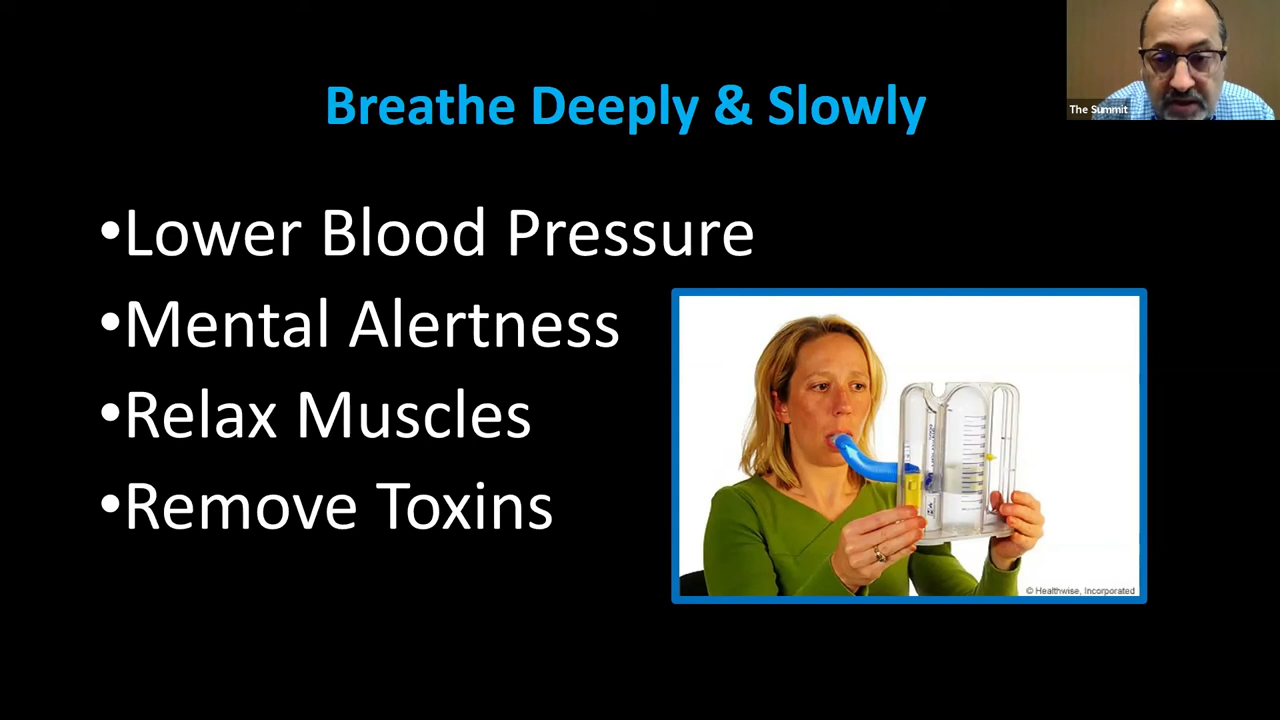 Breathe Deeply & Slowly
The Summit
•Lower Blood Pressure
•Mental Alertness
•Relax Muscles
•Remove Toxins
© Healthwise, Incorporated